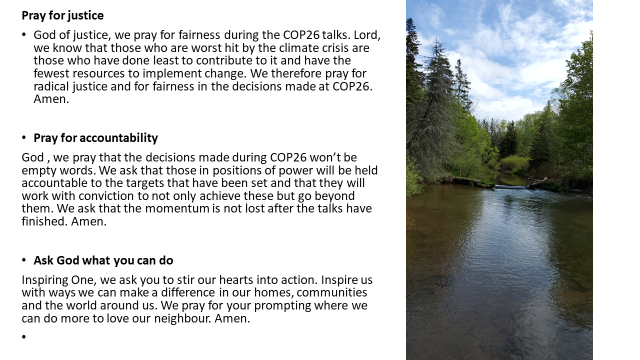 Pray for justice
• God of justice, we pray for fairness during the COP26 talks. Lord,
we know that those who are worst hit by the climate crisis are
those who have done least to contribute to it and have the
fewest resources to implement change. We therefore pray for
radical justice and for fairness in the decisions made at COP26.
Amen.
• Pray for accountability
God , we pray that the decisions made during COP26 won't be
empty words. We ask that those in positions of power will be held
accountable to the targets that have been set and that they will
work with conviction to not only achieve these but go beyond
them. We ask that the momentum is not lost after the talks have
finished. Amen.
• Ask God what you can do
Inspiring One, we ask you to stir our hearts into action. Inspire us
with ways we can make a difference in our homes, communities
and the world around us. We pray for your prompting where we
can do more to love our neighbour. Amen.
•